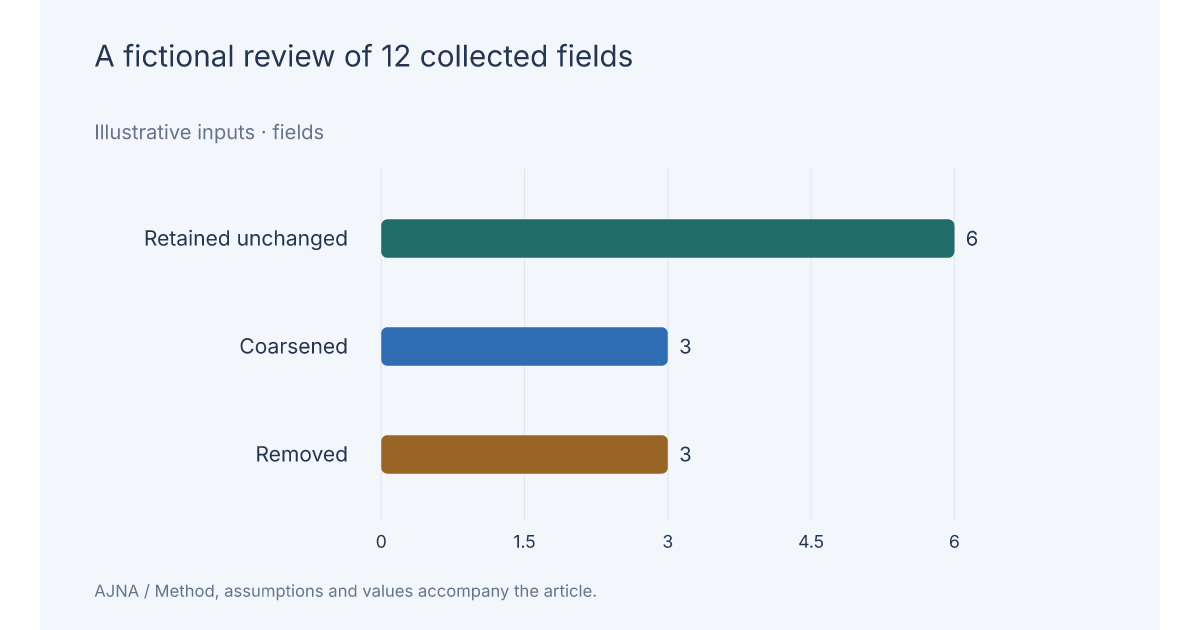 A fictional review of 12 collected fields
Illustrative inputs · fields
Retained unchanged 6
Coarsened 3
Removed 3
0 1.5 3 4.5 6
AJNA / Method, assumptions and values accompany the article.